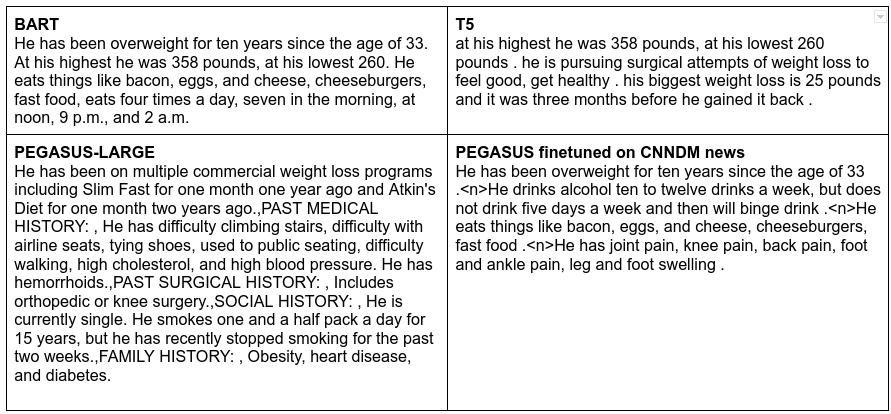 BART
He has been overweight for ten years since the age of 33.
At his highest he was 358 pounds, at his lowest 260. He
eats things like bacon, eggs, and cheese, cheeseburgers,
fast food, eats four times a day, seven in the morning, at
noon, 9 p.m., and 2 a.m.
T5
at his highest he was 358 pounds, at his lowest 260
pounds . he is pursuing surgical attempts of weight loss to
feel good, get healthy . his biggest weight loss is 25 pounds
and it was three months before he gained it back .
PEGASUS-LARGE
He has been on multiple commercial weight loss programs
including Slim Fast for one month one year ago and Atkin's
Diet for one month two years ago.,PAST MEDICAL
HISTORY: , He has difficulty climbing stairs, difficulty with
airline seats, tying shoes, used to public seating, difficulty
walking, high cholesterol, and high blood pressure. He has
hemorrhoids.,PAST SURGICAL HISTORY: , Includes
orthopedic or knee surgery.,SOCIAL HISTORY: , He is
currently single. He smokes one and a half pack a day for
15 years, but he has recently stopped smoking for the past
two weeks.,FAMILY HISTORY: , Obesity, heart disease,
and diabetes.
PEGASUS finetuned on CNNDM news
He has been overweight for ten years since the age of 33
.<n>He drinks alcohol ten to twelve drinks a week, but does
not drink five days a week and then will binge drink .<n>He
eats things like bacon, eggs, and cheese, cheeseburgers,
fast food .<n>He has joint pain, knee pain, back pain, foot
and ankle pain, leg and foot swelling .